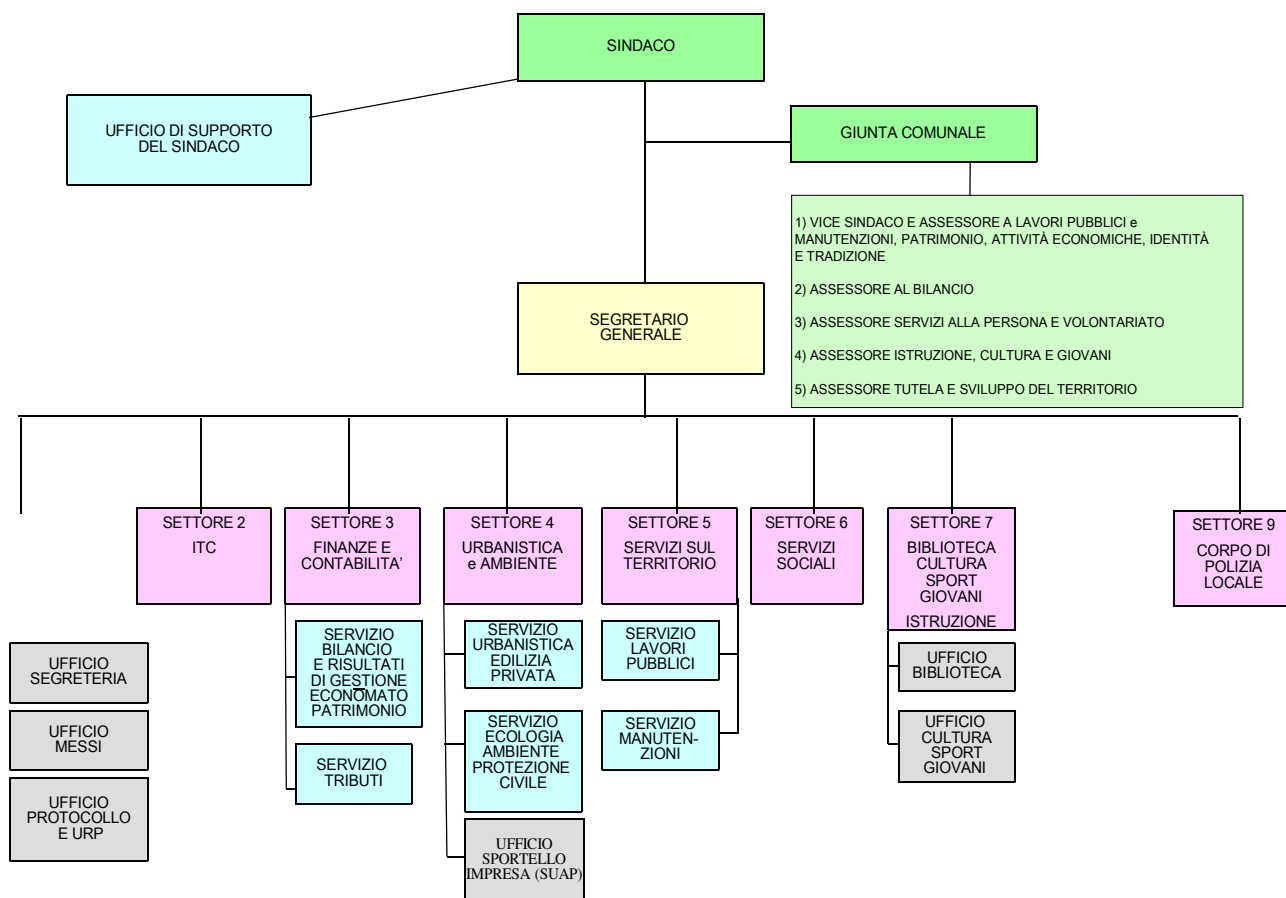 SINDACO
UFFICIO DI SUPPORTO
DEL SINDACO
GIUNTA COMUNALE
1) VICE SINDACO E ASSESSORE A LAVORI PUBBLICI e
MANUTENZIONI, PATRIMONIO, ATTIVITÀ ECONOMICHE, IDENTITÀ
E TRADIZIONE
2) ASSESSORE AL BILANCIO
3) ASSESSORE SERVIZI ALLA PERSONA E VOLONTARIATO
4) ASSESSORE ISTRUZIONE, CULTURA E GIOVANI
5) ASSESSORE TUTELA E SVILUPPO DEL TERRITORIO
SEGRETARIO
GENERALE
SETTORE 2
ITC
SETTORE 3
FINANZE E
CONTABILITA’
SETTORE 4
URBANISTICA
e AMBIENTE
SETTORE 5
SERVIZI SUL
TERRITORIO
SETTORE 6
SERVIZI
SOCIALI
SETTORE 7
BIBLIOTECA
CULTURA
SPORT
GIOVANI
ISTRUZIONE
SETTORE 9
CORPO DI
POLIZIA
LOCALE
UFFICIO
SEGRETERIA
UFFICIO
MESSI
UFFICIO
PROTOCOLLO
E URP
SERVIZIO
BILANCIO
E RISULTATI
DI GESTIONE
ECONOMATO
PATRIMONIO
SERVIZIO
TRIBUTI
SERVIZIO
URBANISTICA
EDILIZIA
PRIVATA
SERVIZIO
ECOLOGIA
AMBIENTE
PROTEZIONE
CIVILE
UFFICIO
SPORTELLO
IMPRESA (SUAP)
SERVIZIO
LAVORI
PUBBLICI
SERVIZIO
MANUTEN-
ZIONI
UFFICIO
BIBLIOTECA
UFFICIO
CULTURA
SPORT
GIOVANI